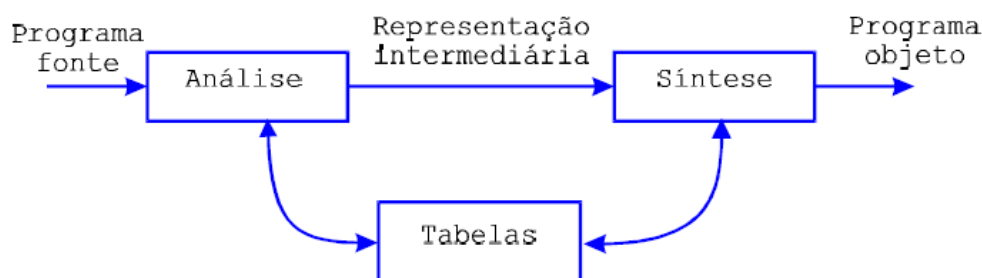 Programa
fonte
Análise
Representação
intermediária
Síntese
Programa
objeto
Tabelas